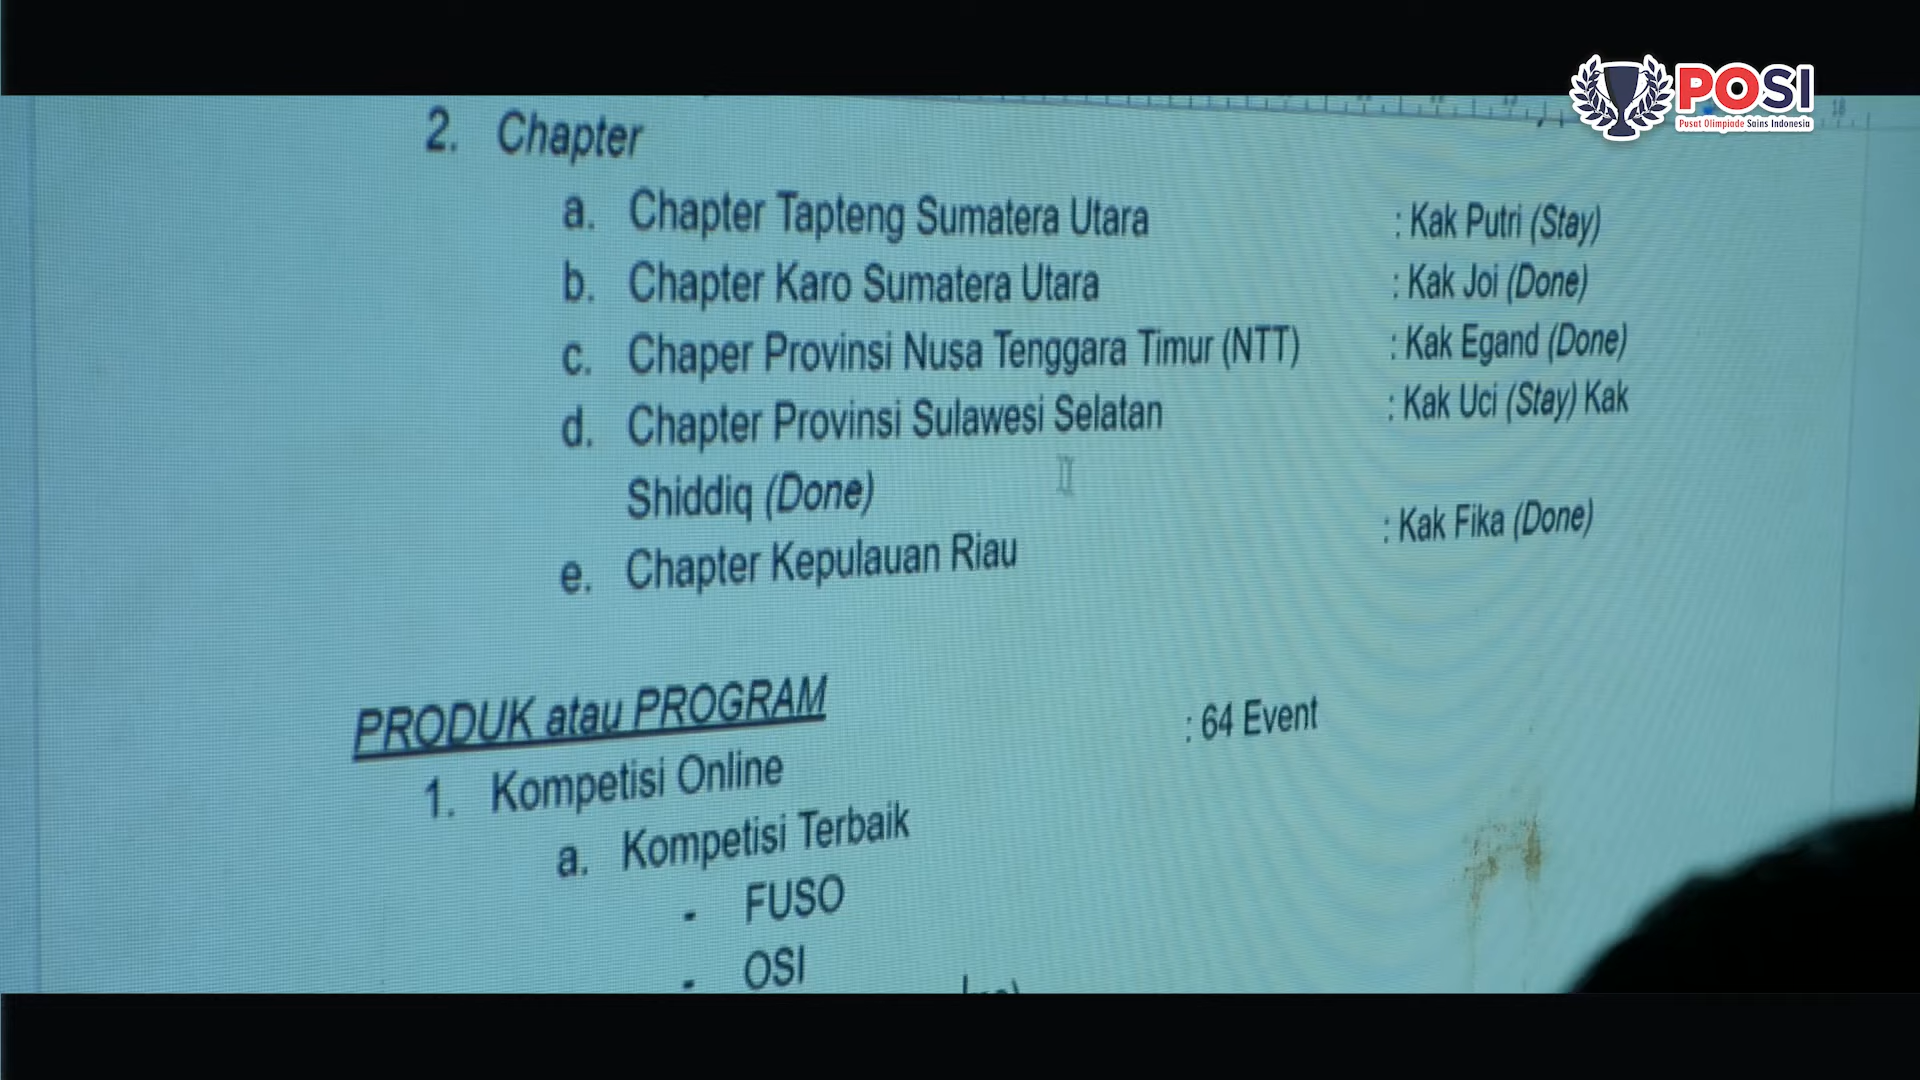 POSI
Pusat Olimpiade Sains Indonesia
2. Chapter
a. Chapter Tapteng Sumatera Utara : Kak Putri (Stay)
b. Chapter Karo Sumatera Utara : Kak Joi (Done)
c. Chaper Provinsi Nusa Tenggara Timur (NTT) : Kak Egand (Done)
d. Chapter Provinsi Sulawesi Selatan : Kak Uci (Stay) Kak
Shiddiq (Done)
e. Chapter Kepulauan Riau : Kak Fika (Done)
PRODUK atau PROGRAM
1. Kompetisi Online : 64 Event
a. Kompetisi Terbaik
- FUSO
- OSI